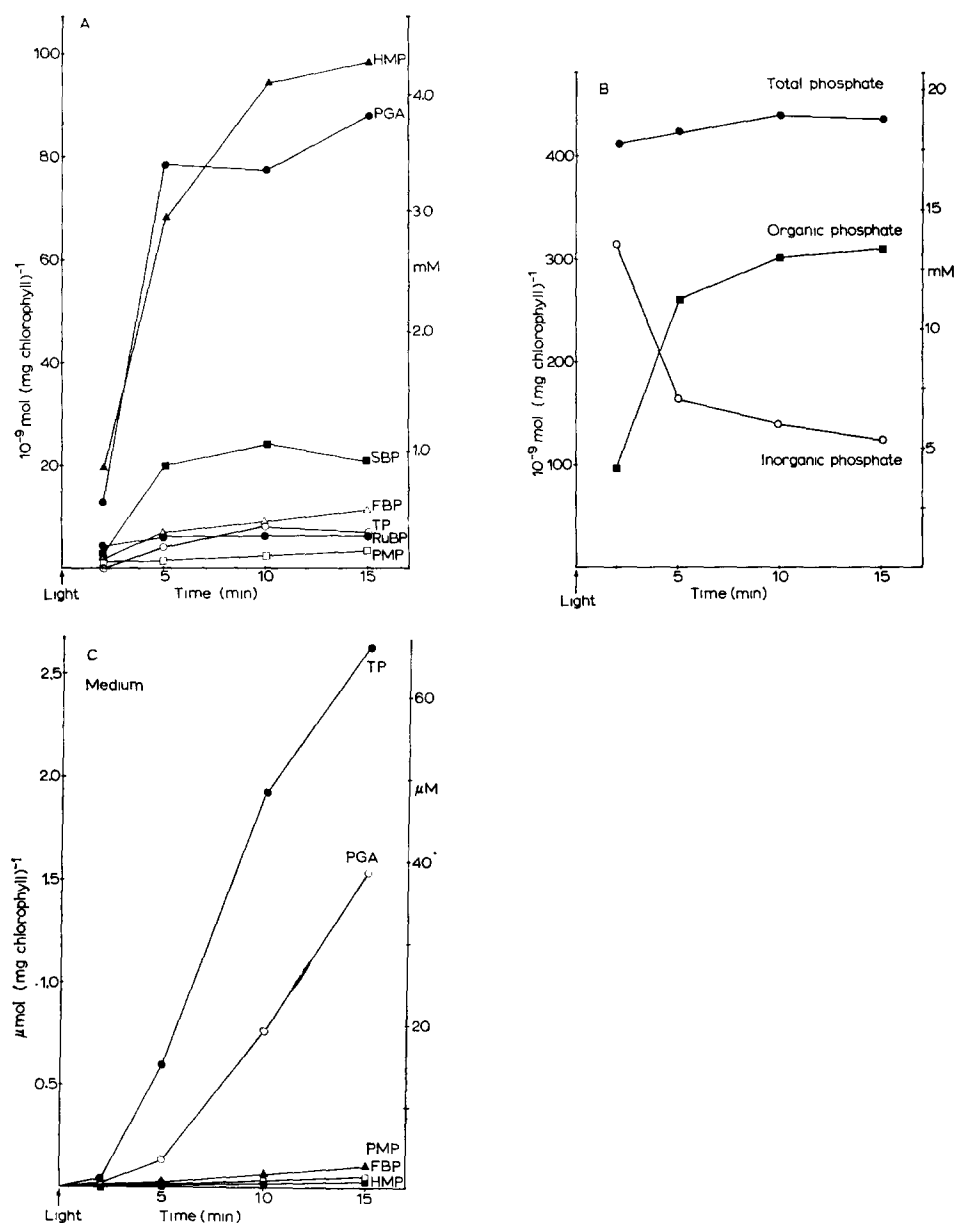 A
100
80
60
40
20
10⁻⁹ mol (mg chlorophyll)⁻¹
HMP
PGA
SBP
FBP
TP
RuBP
PMP
4.0
3.0
mM
2.0
1.0
5
10
15
Light
Time (min)
B
400
300
200
100
10⁻⁹ mol (mg chlorophyll)⁻¹
Total phosphate
Organic phosphate
Inorganic phosphate
20
15
mM
10
5
5
10
15
Light
Time (min)
C
Medium
2.5
2.0
1.5
1.0
0.5
μmol (mg chlorophyll)⁻¹
TP
PGA
PMP
FBP
HMP
60
μM
40
20
5
10
15
Light
Time (min)